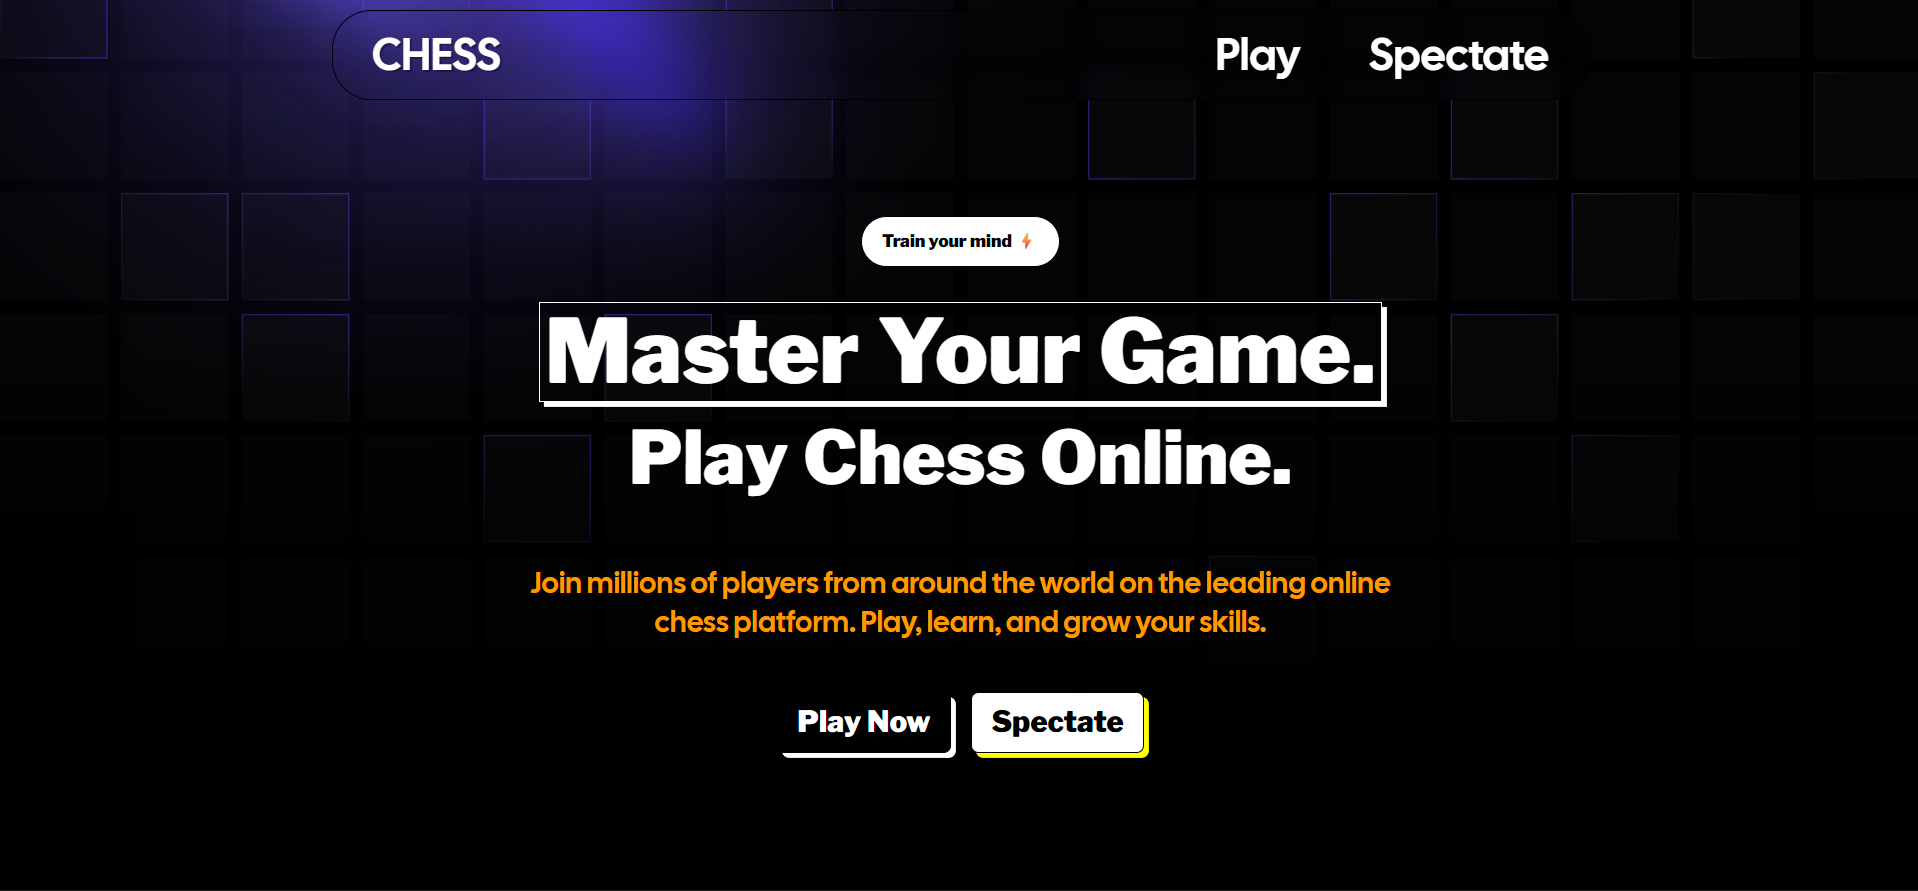 CHESS
Play
Spectate
Train your mind ⚡
Master Your Game.
Play Chess Online.
Join millions of players from around the world on the leading online
chess platform. Play, learn, and grow your skills.
Play Now
Spectate